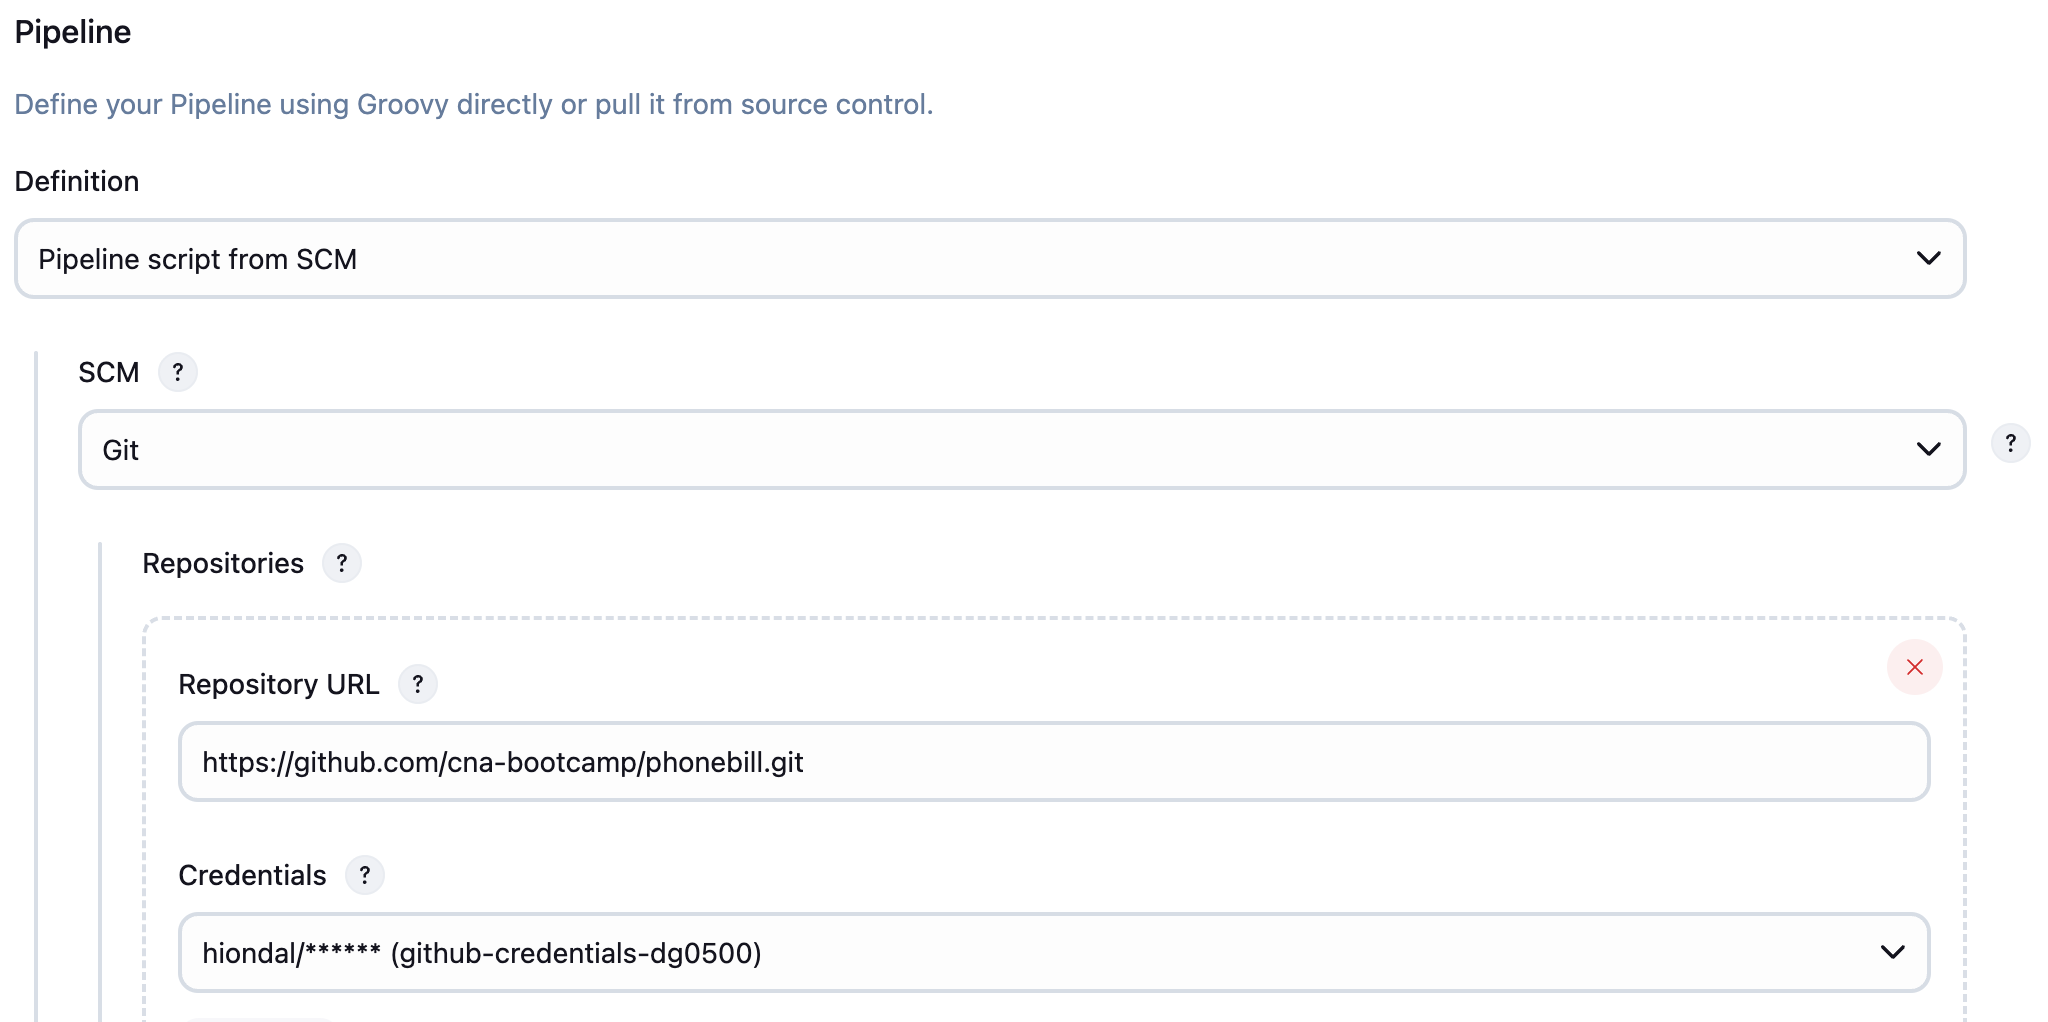 Pipeline
Define your Pipeline using Groovy directly or pull it from source control.
Definition
Pipeline script from SCM
SCM ?
Git
?
Repositories ?
Repository URL ?
https://github.com/cna-bootcamp/phonebill.git
Credentials ?
hiondal/****** (github-credentials-dg0500)